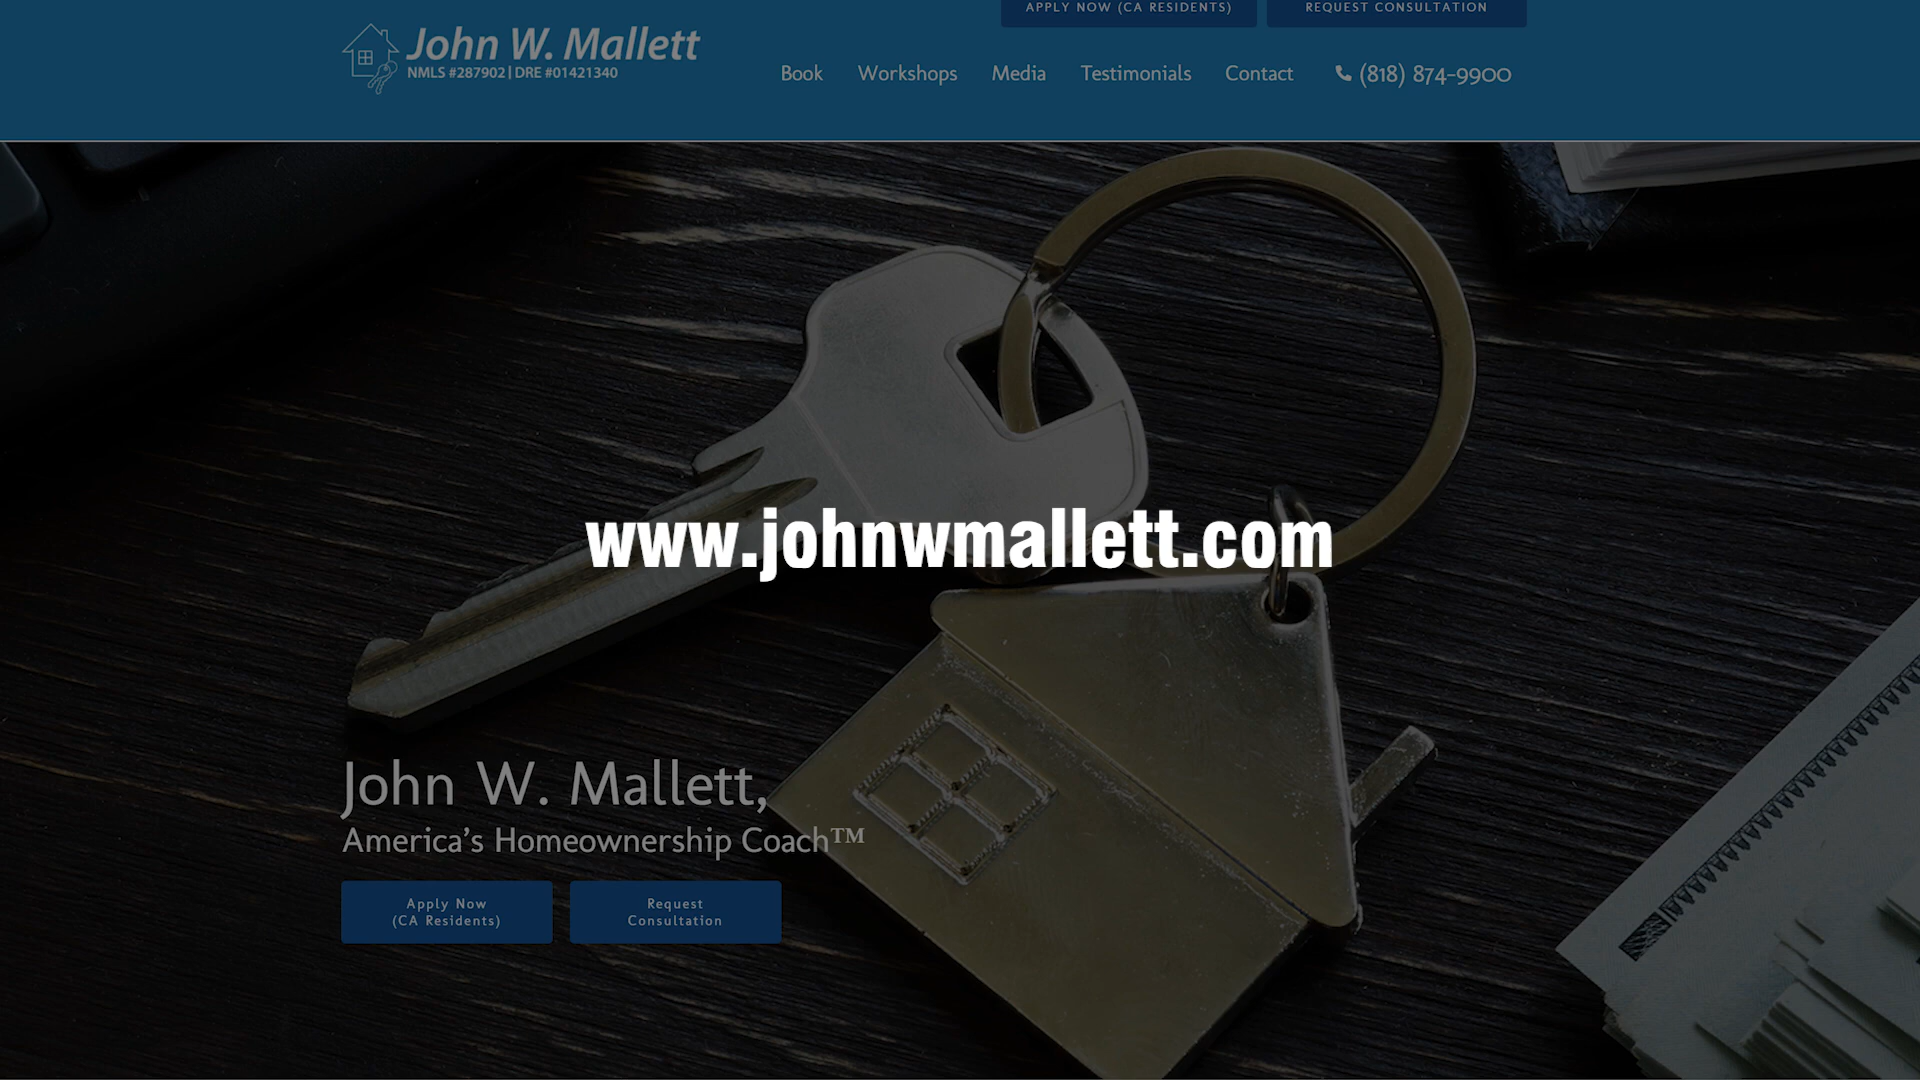 APPLY NOW (CA RESIDENTS)
REQUEST CONSULTATION
John W. Mallett
NMLS #287902 | DRE #01421340
Book
Workshops
Media
Testimonials
Contact
(818) 874-9900
www.johnwmallett.com
John W. Mallett,
America's Homeownership Coach™
Apply Now
(CA Residents)
Request
Consultation